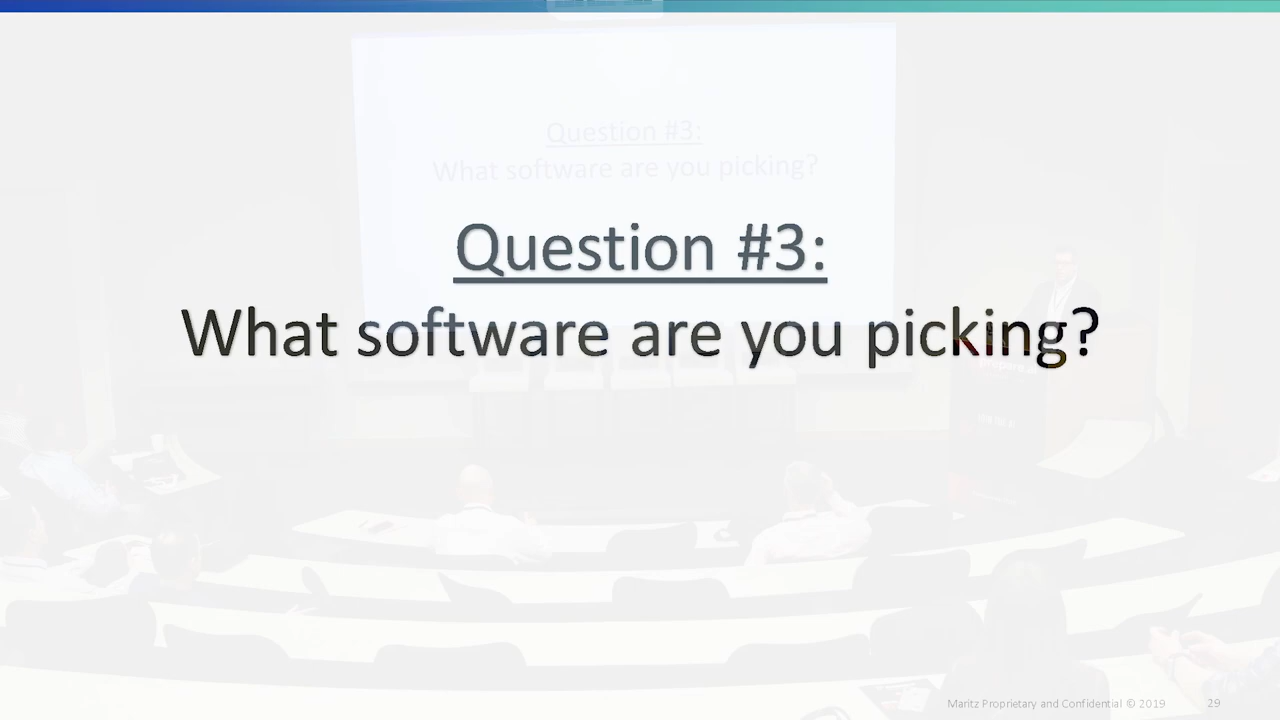 Question #3:
What software are you picking?
Question #3:
What software are you picking?
Maritz Proprietary and Confidential © 2019
29